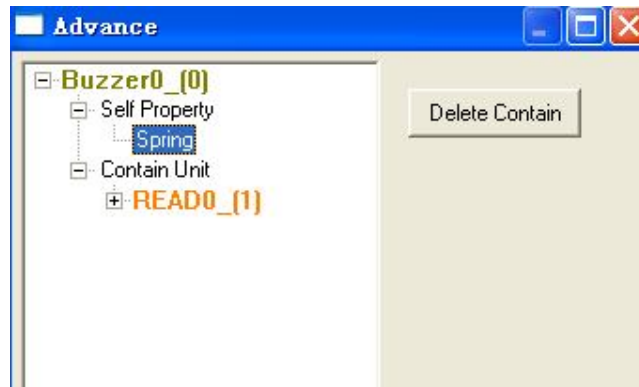 Advance
Buzzer0_(0)
Self Property
Spring
Contain Unit
READ0_(1)
Delete Contain